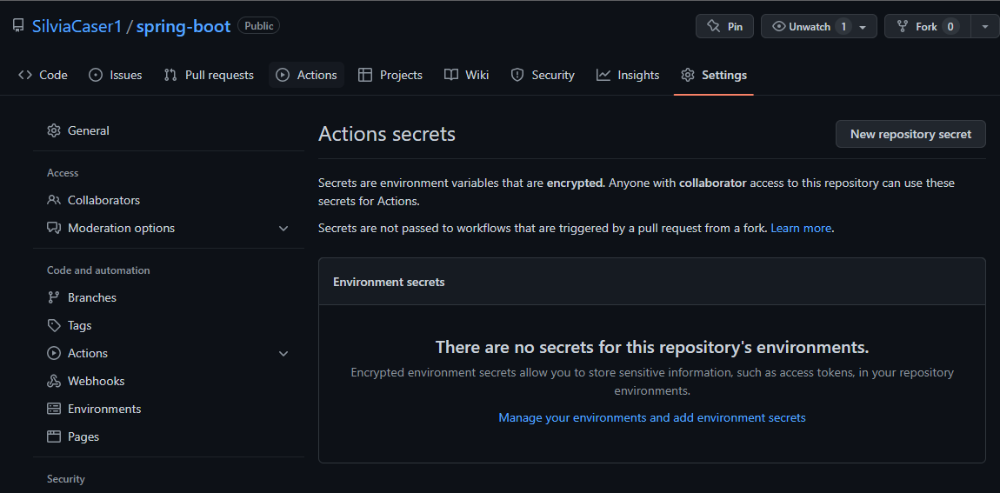 SilviaCaser1 / spring-boot Public Pin Unwatch 1 Fork 0
Code Issues Pull requests Actions Projects Wiki Security Insights Settings
General
Access
Collaborators
Moderation options
Code and automation
Branches
Tags
Actions
Webhooks
Environments
Pages
Security
Actions secrets
New repository secret
Secrets are environment variables that are encrypted. Anyone with collaborator access to this repository can use these
secrets for Actions.
Secrets are not passed to workflows that are triggered by a pull request from a fork. Learn more.
Environment secrets
There are no secrets for this repository's environments.
Encrypted environment secrets allow you to store sensitive information, such as access tokens, in your repository
environments.
Manage your environments and add environment secrets